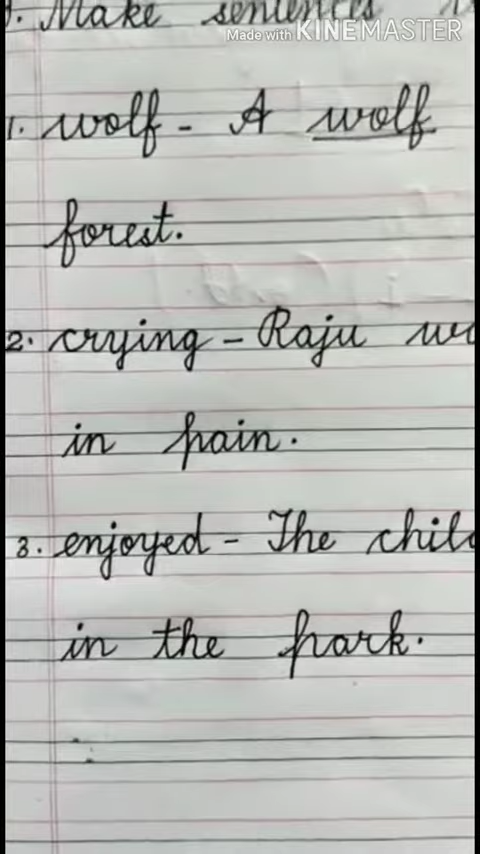 Make sentences
Made with KINEMASTER
1. wolf - A wolf
forest.
2. crying - Raju
in pain.
3. enjoyed - The
in the park.